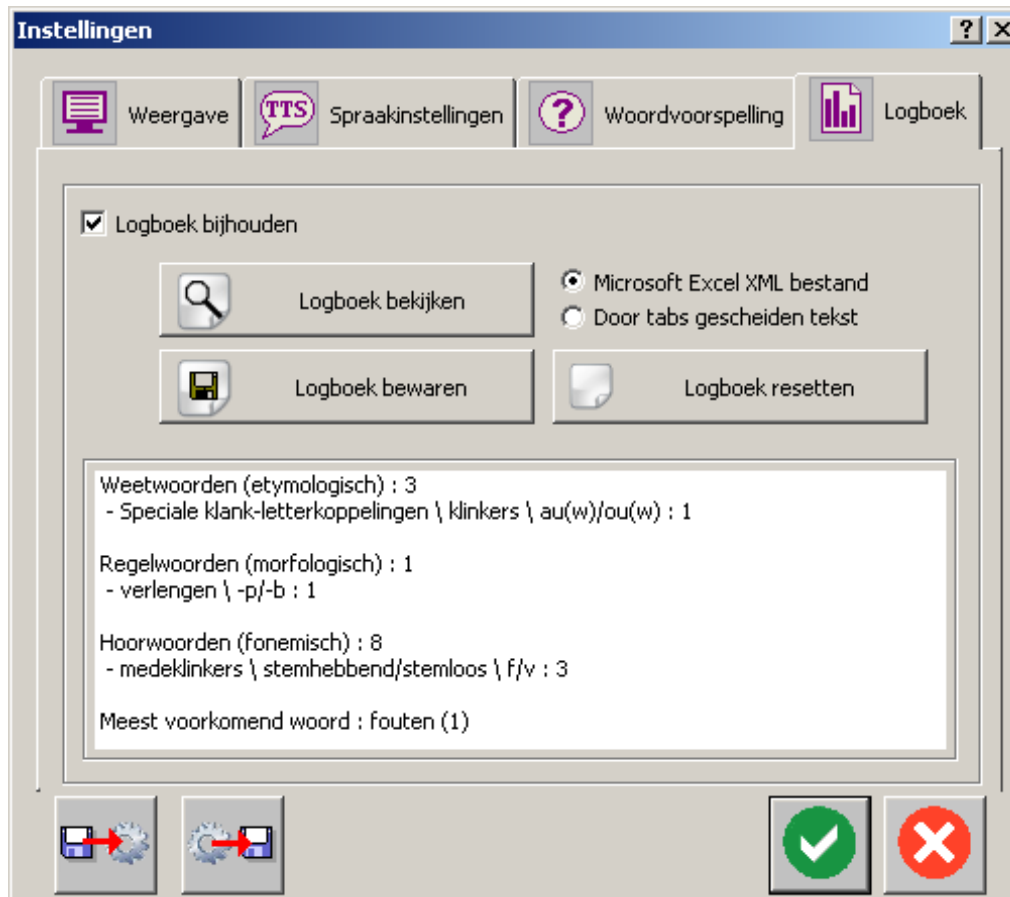 Instellingen
Weergave
TTS
Spraakinstellingen
?
Woordvoorspelling
Logboek
Logboek bijhouden
Logboek bekijken
Microsoft Excel XML bestand
Door tabs gescheiden tekst
Logboek bewaren
Logboek resetten
Weetwoorden (etymologisch) : 3
- Speciale klank-letterkoppelingen \ klinkers \ au(w)/ou(w) : 1
Regelwoorden (morfologisch) : 1
- verlengen \ -p/-b : 1
Hoorwoorden (fonemisch) : 8
- medeklinkers \ stemhebbend/stemloos \ f/v : 3
Meest voorkomend woord : fouten (1)